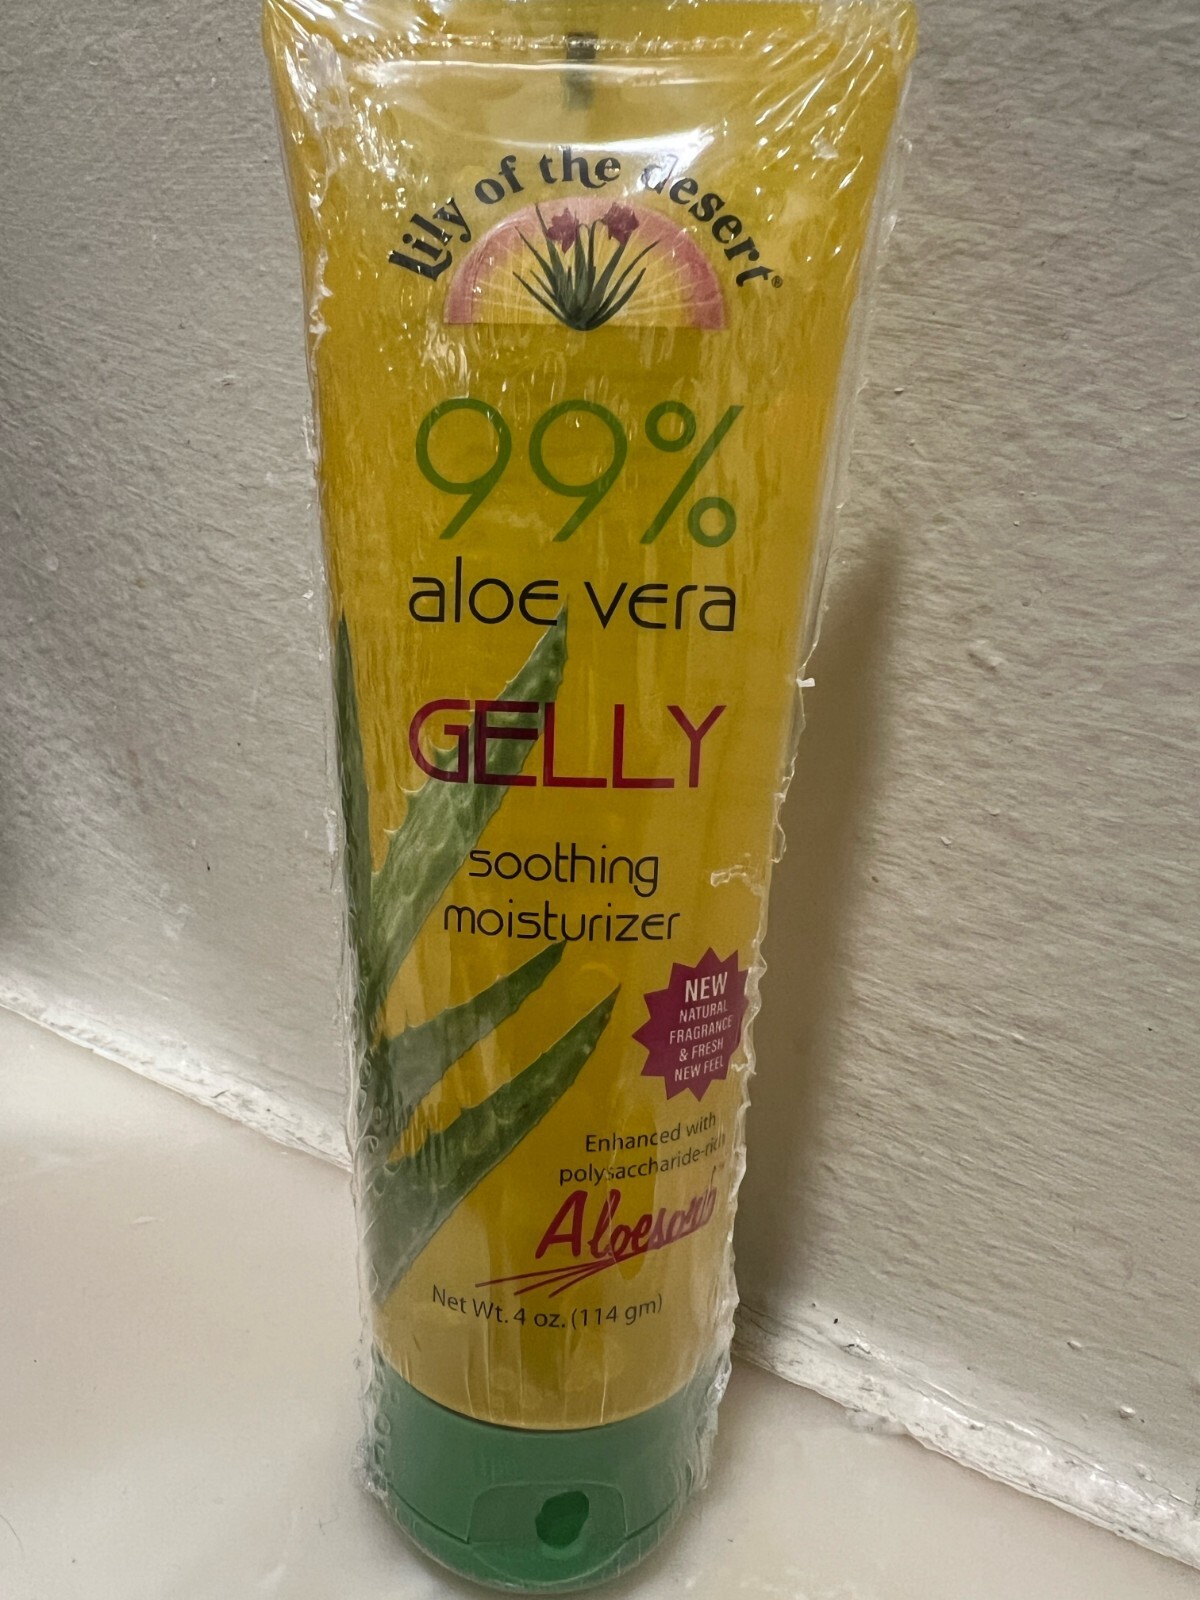 Lily of the desert®
99%
aloe vera
GELLY
soothing
moisturizer
NEW
NATURAL
FRAGRANCE
& FRESH
NEW FEEL
Enhanced with
polysaccharide-rich
Aloesorb
Net Wt. 4 oz. (114 gm)